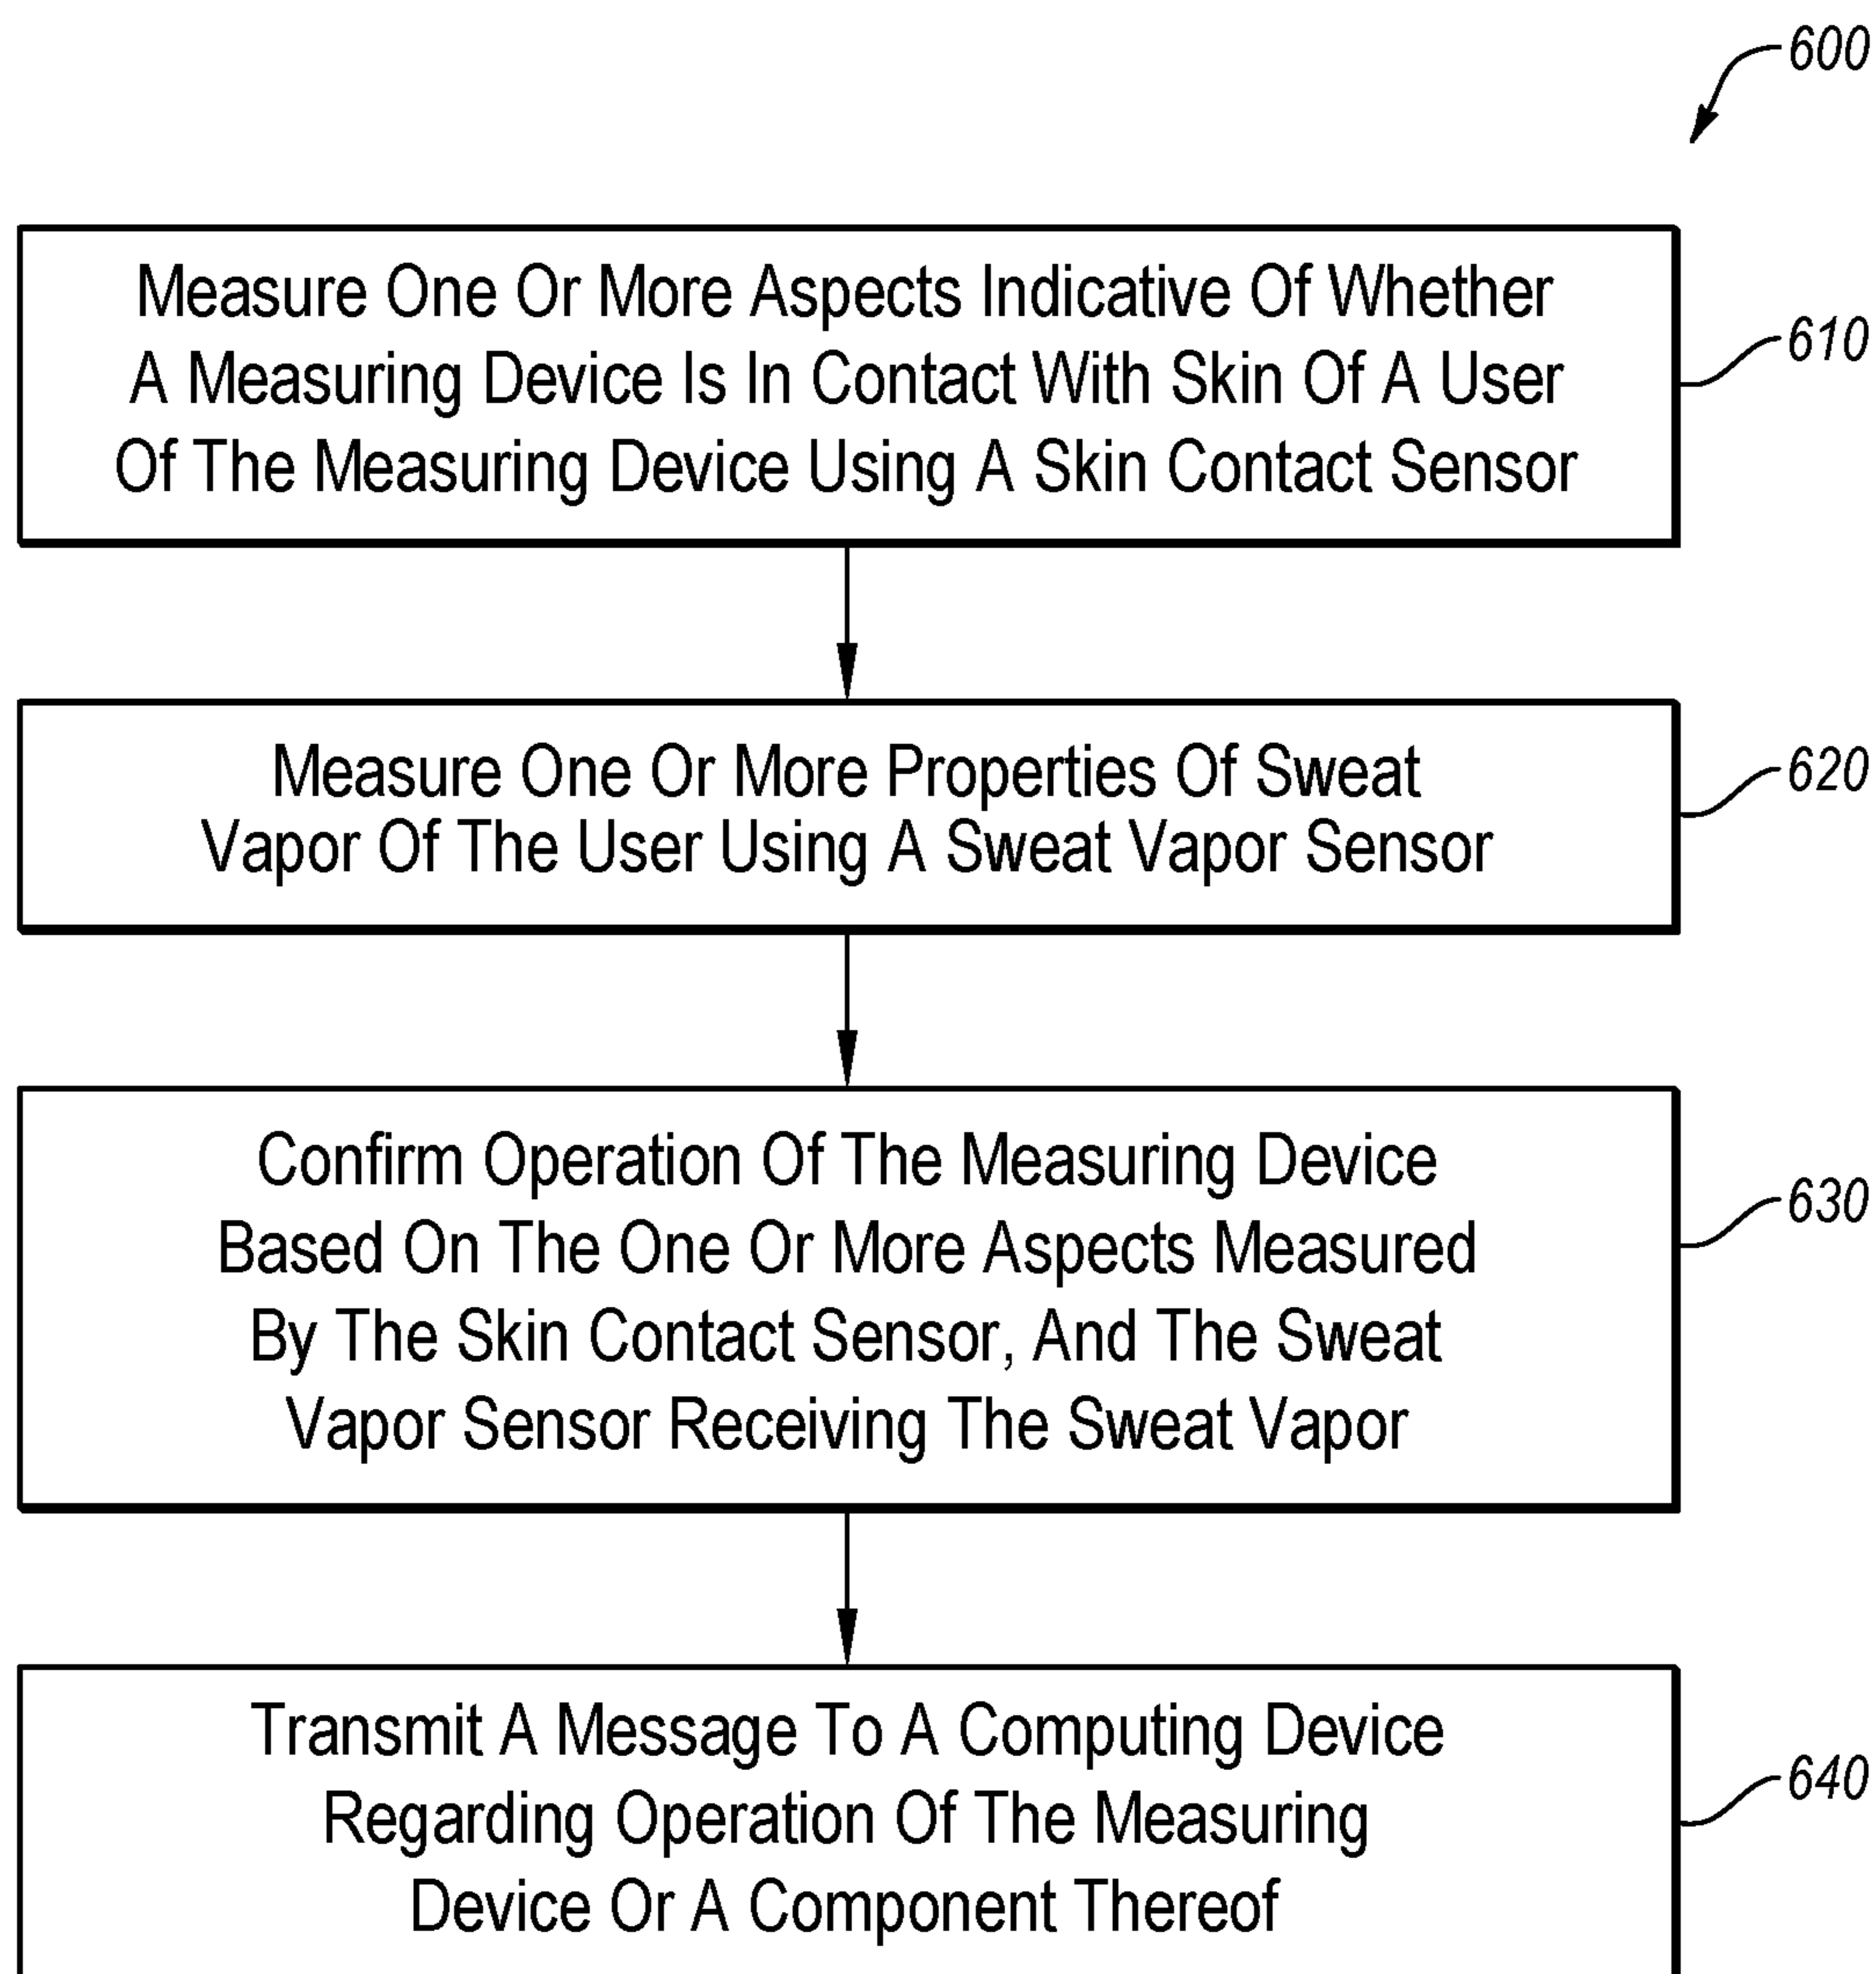 600
Measure One Or More Aspects Indicative Of Whether
A Measuring Device Is In Contact With Skin Of A User
Of The Measuring Device Using A Skin Contact Sensor
610
Measure One Or More Properties Of Sweat
Vapor Of The User Using A Sweat Vapor Sensor
620
Confirm Operation Of The Measuring Device
Based On The One Or More Aspects Measured
By The Skin Contact Sensor, And The Sweat
Vapor Sensor Receiving The Sweat Vapor
630
Transmit A Message To A Computing Device
Regarding Operation Of The Measuring
Device Or A Component Thereof
640